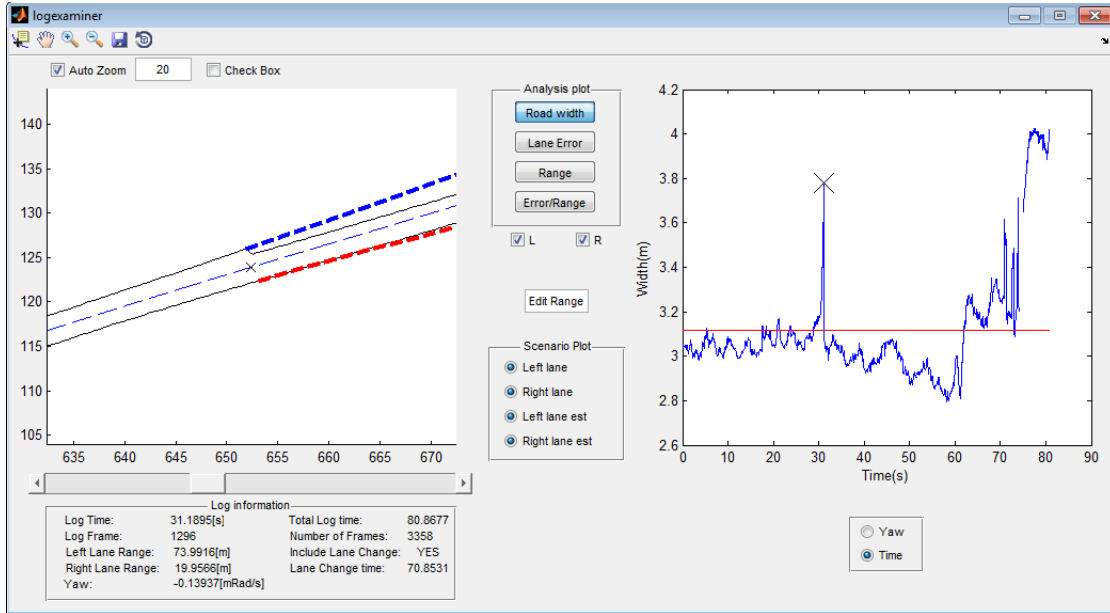 logexaminer
Auto Zoom 20 Check Box
140
135
130
125
120
115
110
105
635 640 645 650 655 660 665 670
Analysis plot
Road width
Lane Error
Range
Error/Range
L R
Edit Range
Scenario Plot
Left lane
Right lane
Left lane est
Right lane est
4.2
4
3.8
3.6
3.4
3.2
3
2.8
2.6
Width(m)
0 10 20 30 40 50 60 70 80 90
Time(s)
Log information
Log Time: 31.1895[s] Total Log time: 80.8677
Log Frame: 1296 Number of Frames: 3358
Left Lane Range: 73.9916[m] Include Lane Change: YES
Right Lane Range: 19.9566[m] Lane Change time: 70.8531
Yaw: -0.13937[mRad/s]
Yaw
Time